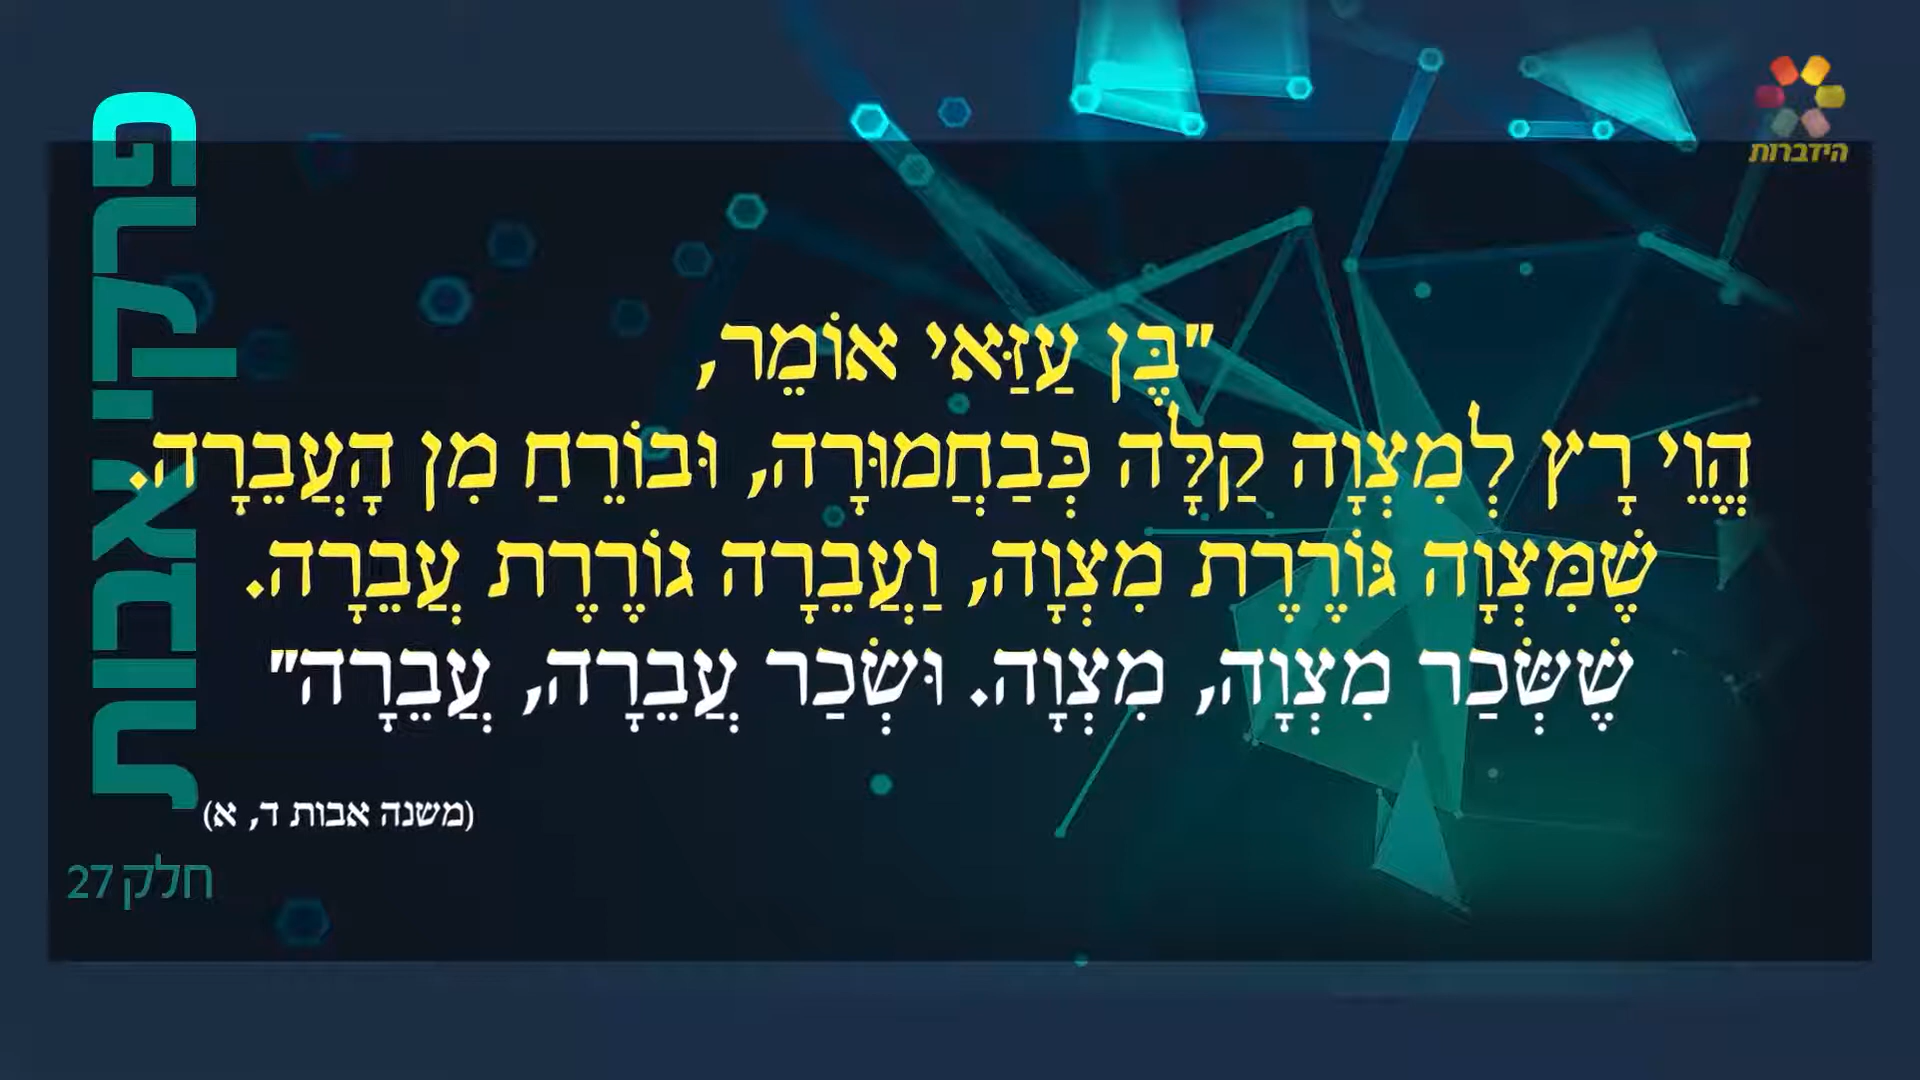 הידברות
פרקי אבות
"בֶּן עַזַּאי אוֹמֵר,
הֱוֵי רָץ לְמִצְוָה קַלָּה כְּבַחֲמוּרָה, וּבוֹרֵחַ מִן הָעֲבֵרָה.
שֶׁמִּצְוָה גּוֹרֶרֶת מִצְוָה, וַעֲבֵרָה גוֹרֶרֶת עֲבֵרָה.
שֶׁשְּׂכַר מִצְוָה, מִצְוָה. וּשְׂכַר עֲבֵרָה, עֲבֵרָה"
(משנה אבות ד, א)
חלק 27